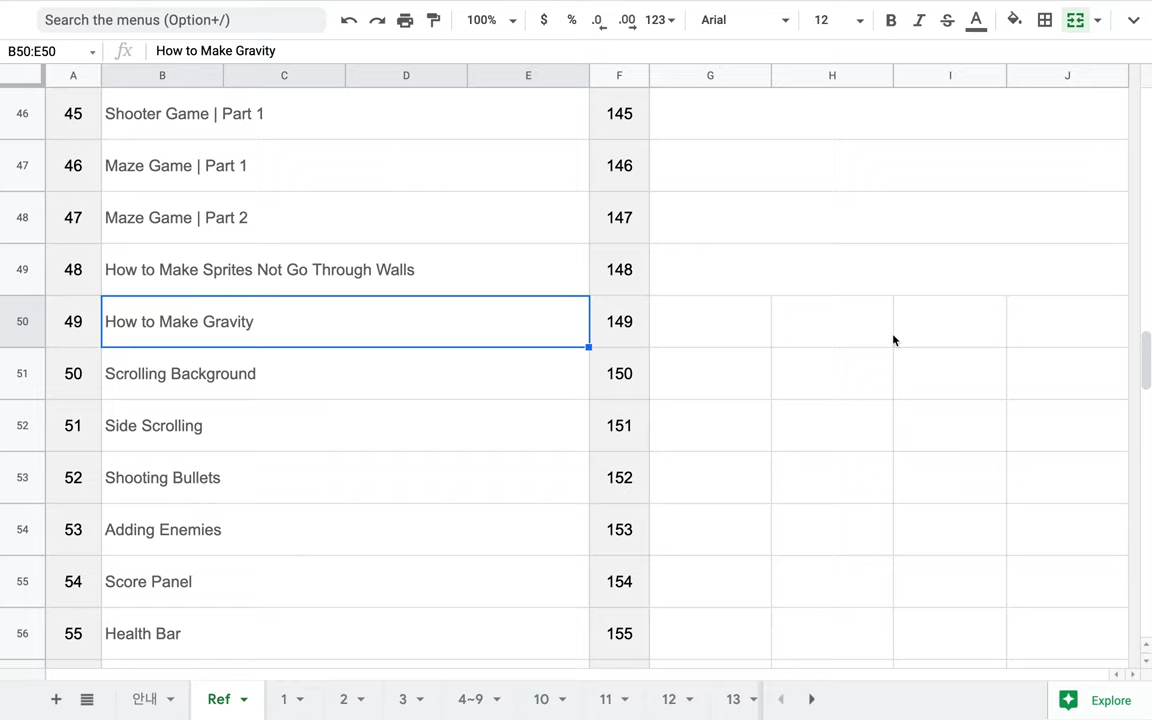 Search the menus (Option+/) 100% $ % .0 .00 123 Arial 12 B I S A
B50:E50 fx How to Make Gravity
A B C D E F G H I J
46 45 Shooter Game | Part 1 145
47 46 Maze Game | Part 1 146
48 47 Maze Game | Part 2 147
49 48 How to Make Sprites Not Go Through Walls 148
50 49 How to Make Gravity 149
51 50 Scrolling Background 150
52 51 Side Scrolling 151
53 52 Shooting Bullets 152
54 53 Adding Enemies 153
55 54 Score Panel 154
56 55 Health Bar 155
+ 안내 Ref 1 2 3 4~9 10 11 12 13 Explore